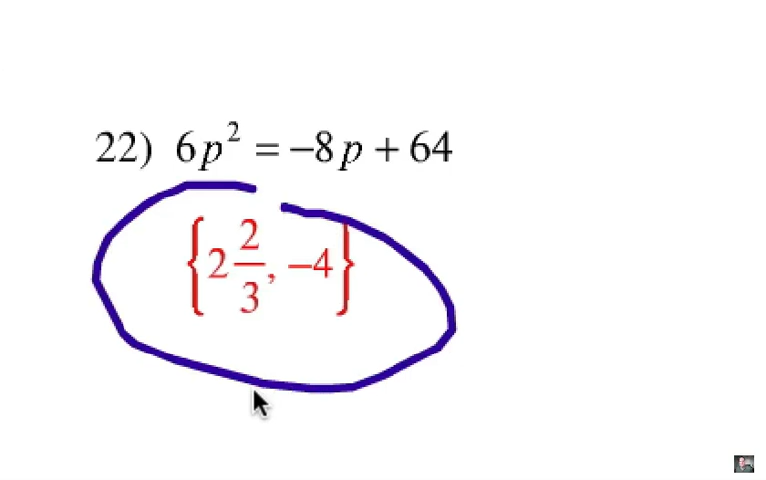 22) 6p² = −8p + 64
{2 2/3, −4}